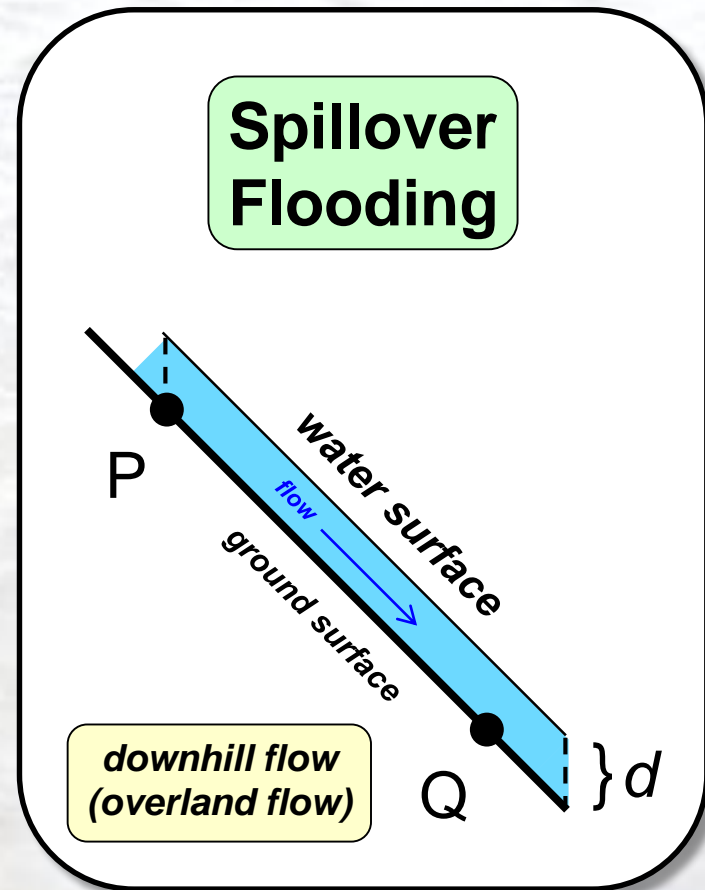 Spillover
Flooding
water surface
flow
P
ground surface
downhill flow
(overland flow)
Q
} d